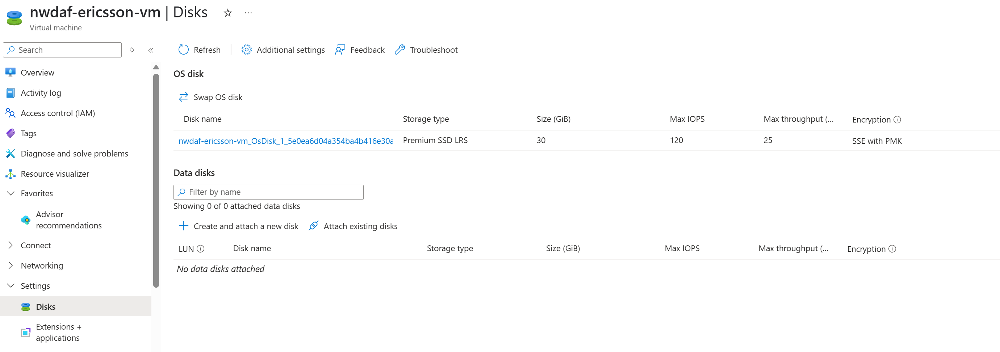 nwdaf-ericsson-vm | Disks
Virtual machine
Search
Overview
Activity log
Access control (IAM)
Tags
Diagnose and solve problems
Resource visualizer
Favorites
Advisor
recommendations
Connect
Networking
Settings
Disks
Extensions +
applications
Refresh Additional settings Feedback Troubleshoot
OS disk
Swap OS disk
Disk name Storage type Size (GiB) Max IOPS Max throughput (... Encryption
nwdaf-ericsson-vm_OsDisk_1_5e0ea6d04a354ba4b416e30a Premium SSD LRS 30 120 25 SSE with PMK
Data disks
Filter by name
Showing 0 of 0 attached data disks
Create and attach a new disk Attach existing disks
LUN Disk name Storage type Size (GiB) Max IOPS Max throughput (... Encryption
No data disks attached